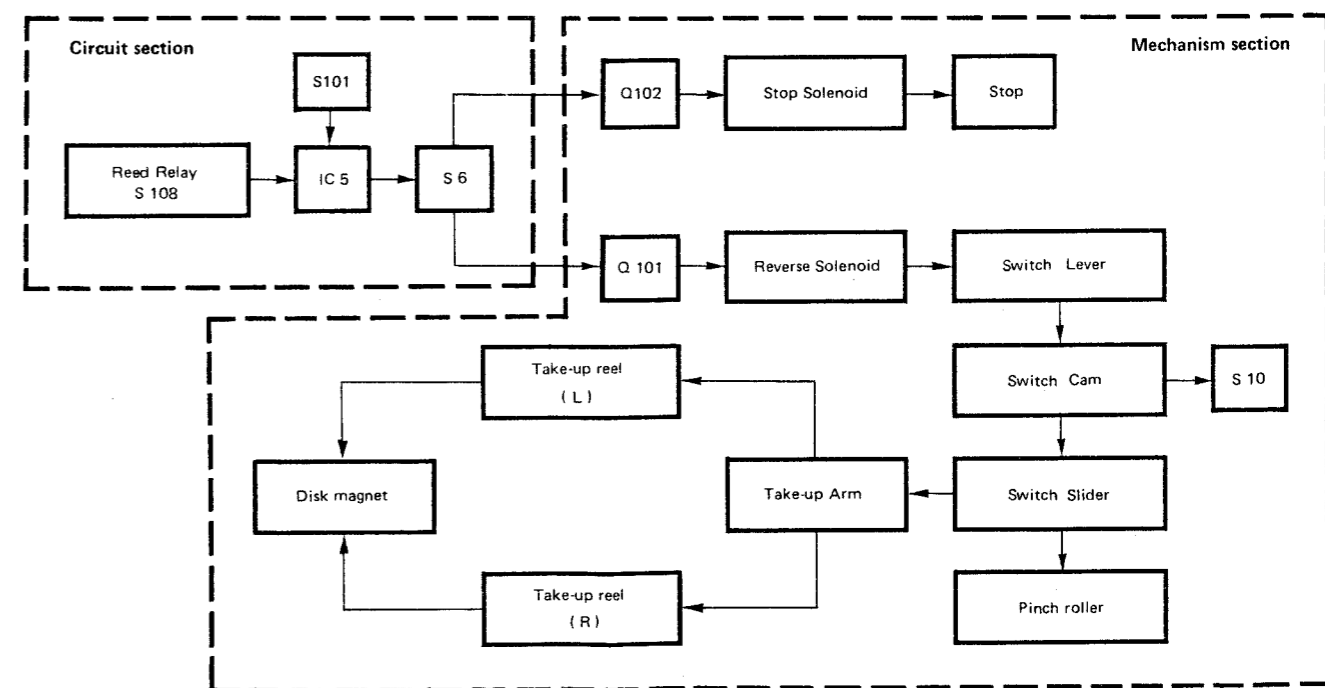 Circuit section
Mechanism section
S101
Q102
Stop Solenoid
Stop
Reed Relay
S 108
IC 5
S 6
Q 101
Reverse Solenoid
Switch Lever
Take-up reel
( L )
Switch Cam
S 10
Disk magnet
Take-up Arm
Switch Slider
Take-up reel
( R )
Pinch roller